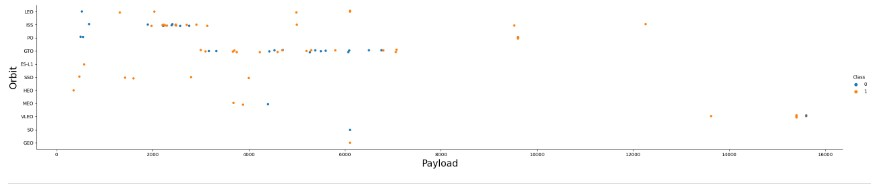 LEO
ISS
PO
GTO
ES-L1
SSO
HEO
MEO
VLEO
SO
GEO
Orbit
0
2000
4000
6000
8000
10000
12000
14000
16000
Payload
Class
0
1